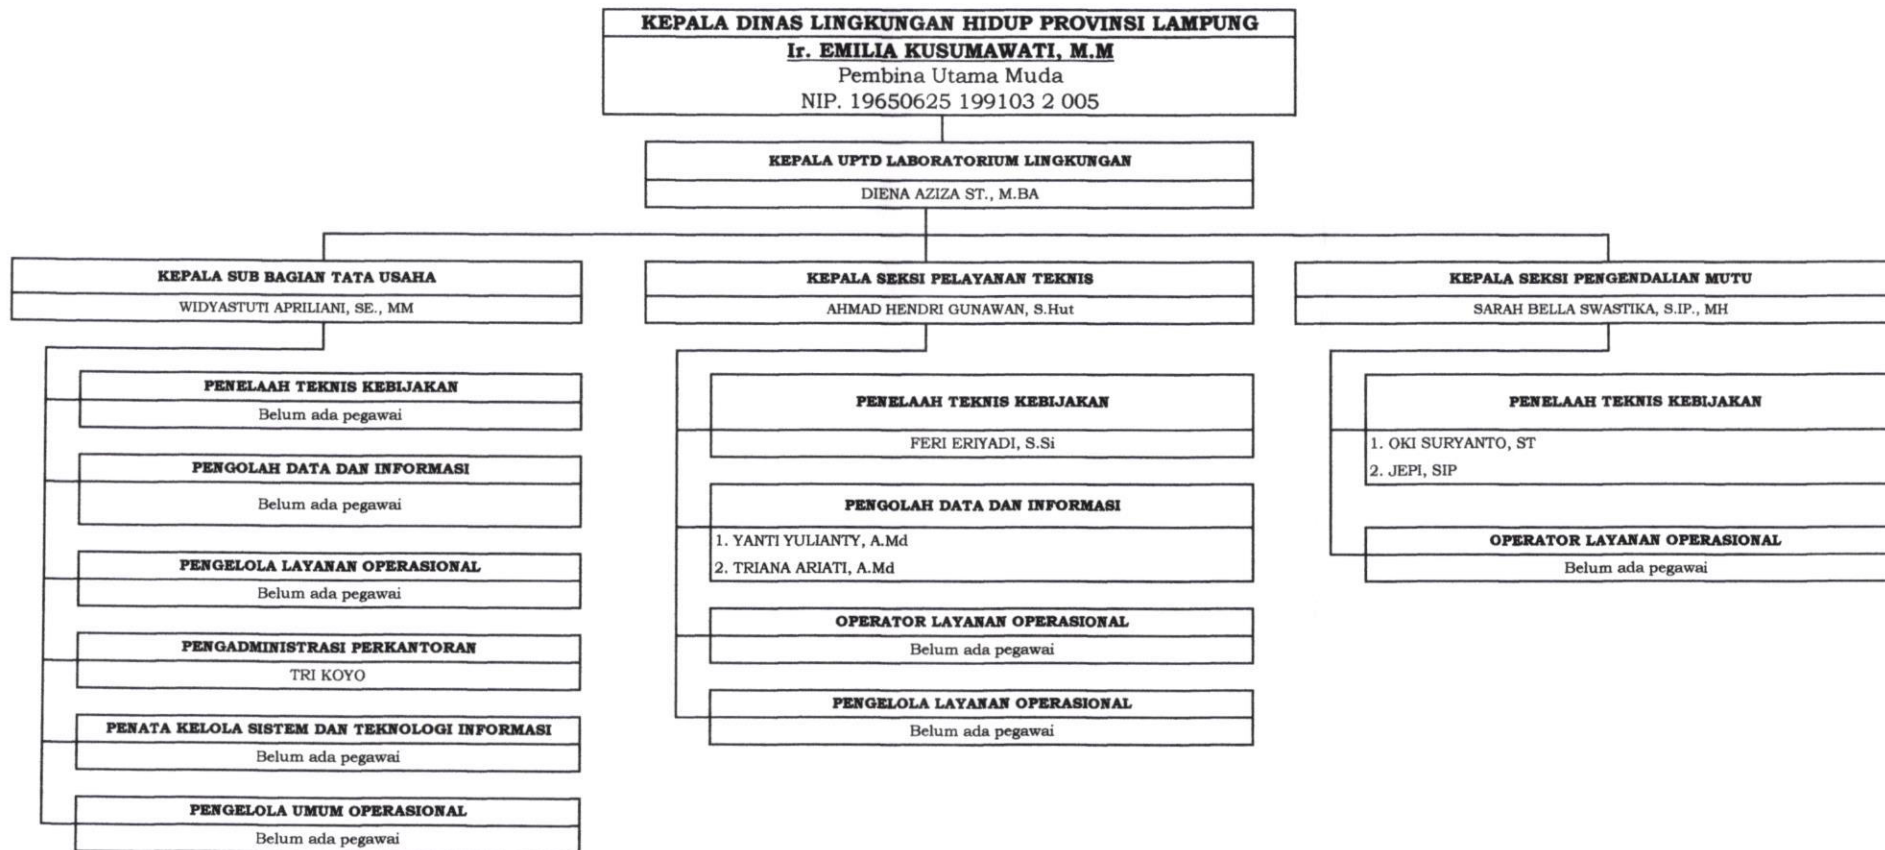 KEPALA DINAS LINGKUNGAN HIDUP PROVINSI LAMPUNG
Ir. EMILIA KUSUMAWATI, M.M
Pembina Utama Muda
NIP. 19650625 199103 2 005
KEPALA UPTD LABORATORIUM LINGKUNGAN
DIENA AZIZA ST., M.BA
KEPALA SUB BAGIAN TATA USAHA
WIDYASTUTI APRILIANI, SE., MM
PENELAAH TEKNIS KEBIJAKAN
Belum ada pegawai
PENGOLAH DATA DAN INFORMASI
Belum ada pegawai
PENGELOLA LAYANAN OPERASIONAL
Belum ada pegawai
PENGADMINISTRASI PERKANTORAN
TRI KOYO
PENATA KELOLA SISTEM DAN TEKNOLOGI INFORMASI
Belum ada pegawai
PENGELOLA UMUM OPERASIONAL
Belum ada pegawai
KEPALA SEKSI PELAYANAN TEKNIS
AHMAD HENDRI GUNAWAN, S.Hut
PENELAAH TEKNIS KEBIJAKAN
FERI ERIYADI, S.Si
PENGOLAH DATA DAN INFORMASI
1. YANTI YULIANTY, A.Md
2. TRIANA ARIATI, A.Md
OPERATOR LAYANAN OPERASIONAL
Belum ada pegawai
PENGELOLA LAYANAN OPERASIONAL
Belum ada pegawai
KEPALA SEKSI PENGENDALIAN MUTU
SARAH BELLA SWASTIKA, S.IP., MH
PENELAAH TEKNIS KEBIJAKAN
1. OKI SURYANTO, ST
2. JEPI, SIP
OPERATOR LAYANAN OPERASIONAL
Belum ada pegawai